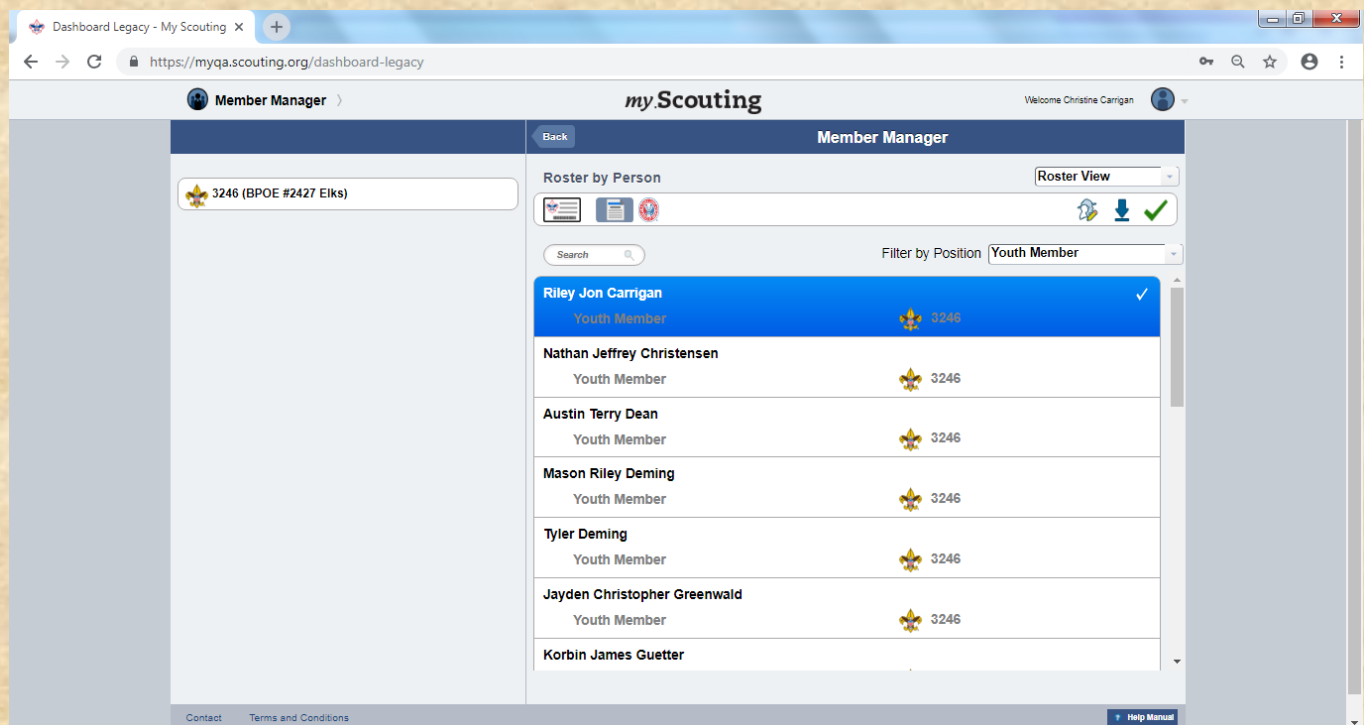 Dashboard Legacy - My Scouting
https://myqa.scouting.org/dashboard-legacy
Member Manager
my.Scouting
Welcome Christine Carrigan
Back
Member Manager
3246 (BPOE #2427 Elks)
Roster by Person
Roster View
Search
Filter by Position
Youth Member
Riley Jon Carrigan
Youth Member
3246
Nathan Jeffrey Christensen
Youth Member
3246
Austin Terry Dean
Youth Member
3246
Mason Riley Deming
Youth Member
3246
Tyler Deming
Youth Member
3246
Jayden Christopher Greenwald
Youth Member
3246
Korbin James Guetter
Contact
Terms and Conditions
? Help Manual